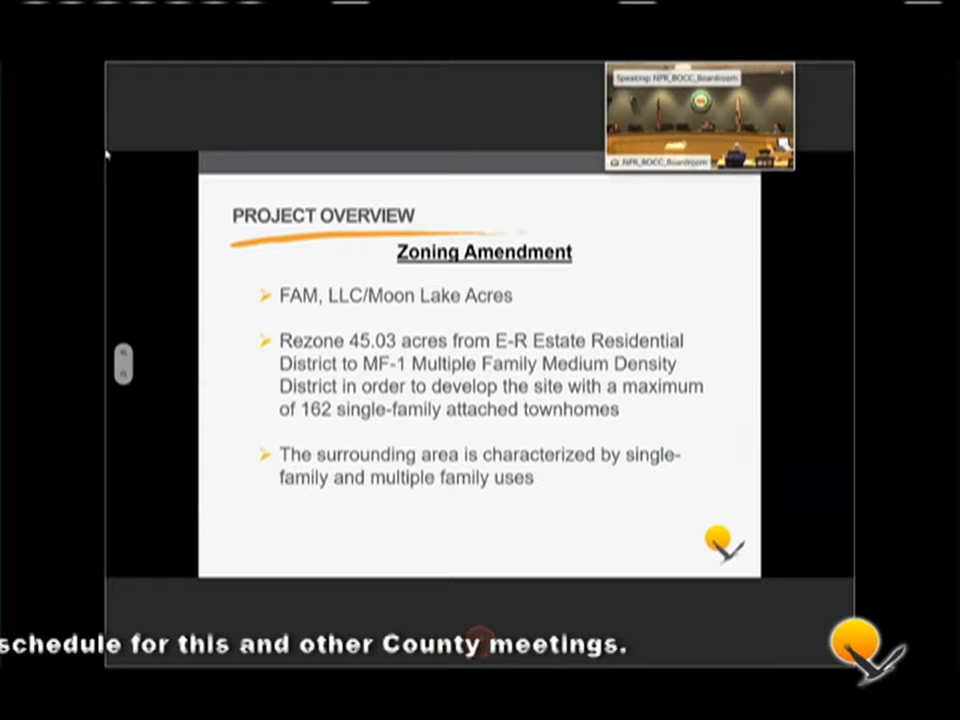 Speaking: NPR_BOCC_Boardroom
NPR_BOCC_Boardroom
PROJECT OVERVIEW
Zoning Amendment
FAM, LLC/Moon Lake Acres
Rezone 45.03 acres from E-R Estate Residential
District to MF-1 Multiple Family Medium Density
District in order to develop the site with a maximum
of 162 single-family attached townhomes
The surrounding area is characterized by single-
family and multiple family uses
schedule for this and other County meetings.